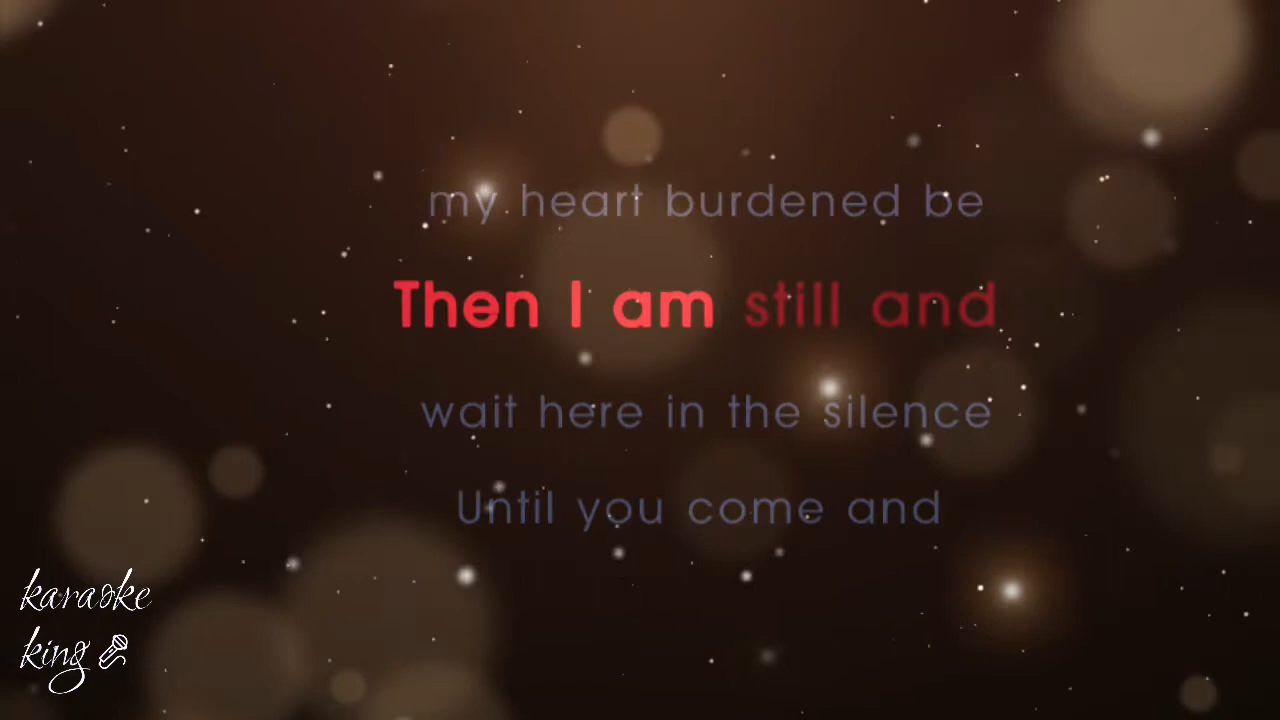 my heart burdened be
Then I am still and
wait here in the silence
Until you come and
karaoke
king